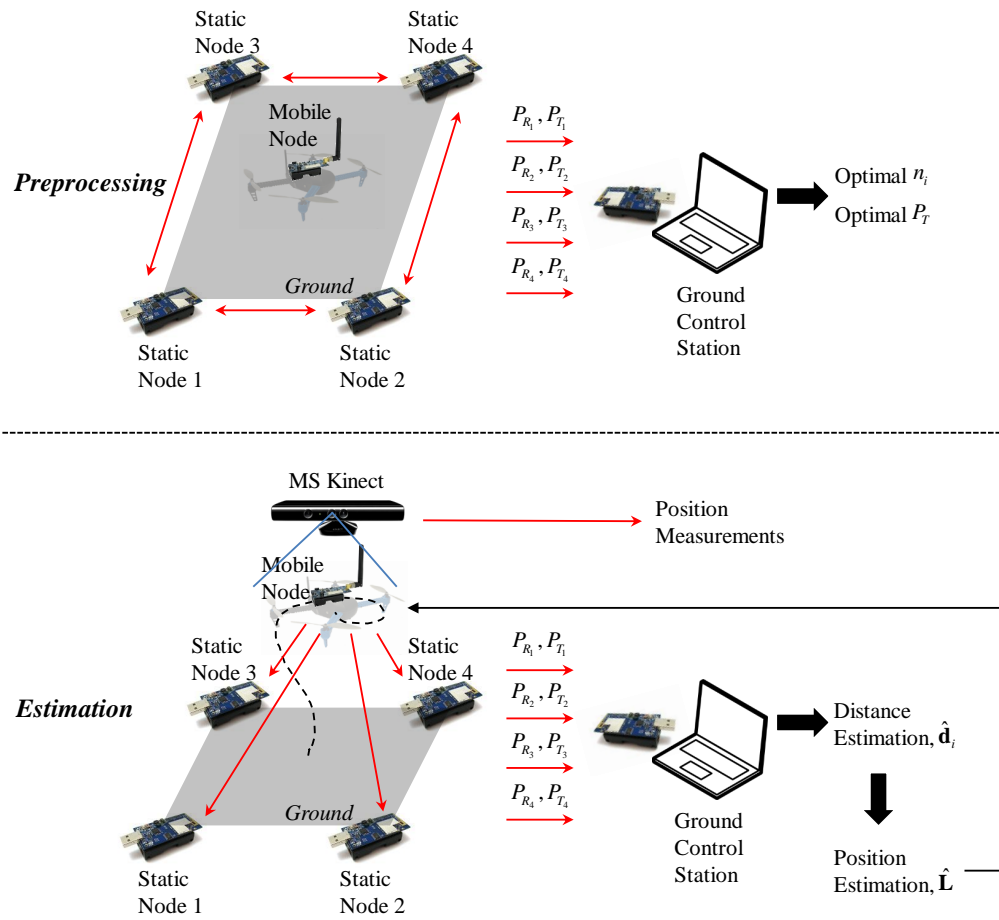 Static
Node 3
Static
Node 4
Mobile
Node
Preprocessing
Ground
Static
Node 1
Static
Node 2
P_{R_1}, P_{T_1}
P_{R_2}, P_{T_2}
P_{R_3}, P_{T_3}
P_{R_4}, P_{T_4}
Ground
Control
Station
Optimal n_i
Optimal P_T
MS Kinect
Position
Measurements
Mobile
Node
Static
Node 3
Static
Node 4
Estimation
Ground
Static
Node 1
Static
Node 2
P_{R_1}, P_{T_1}
P_{R_2}, P_{T_2}
P_{R_3}, P_{T_3}
P_{R_4}, P_{T_4}
Ground
Control
Station
Distance
Estimation, \hat{d}_i
Position
Estimation, \hat{L}